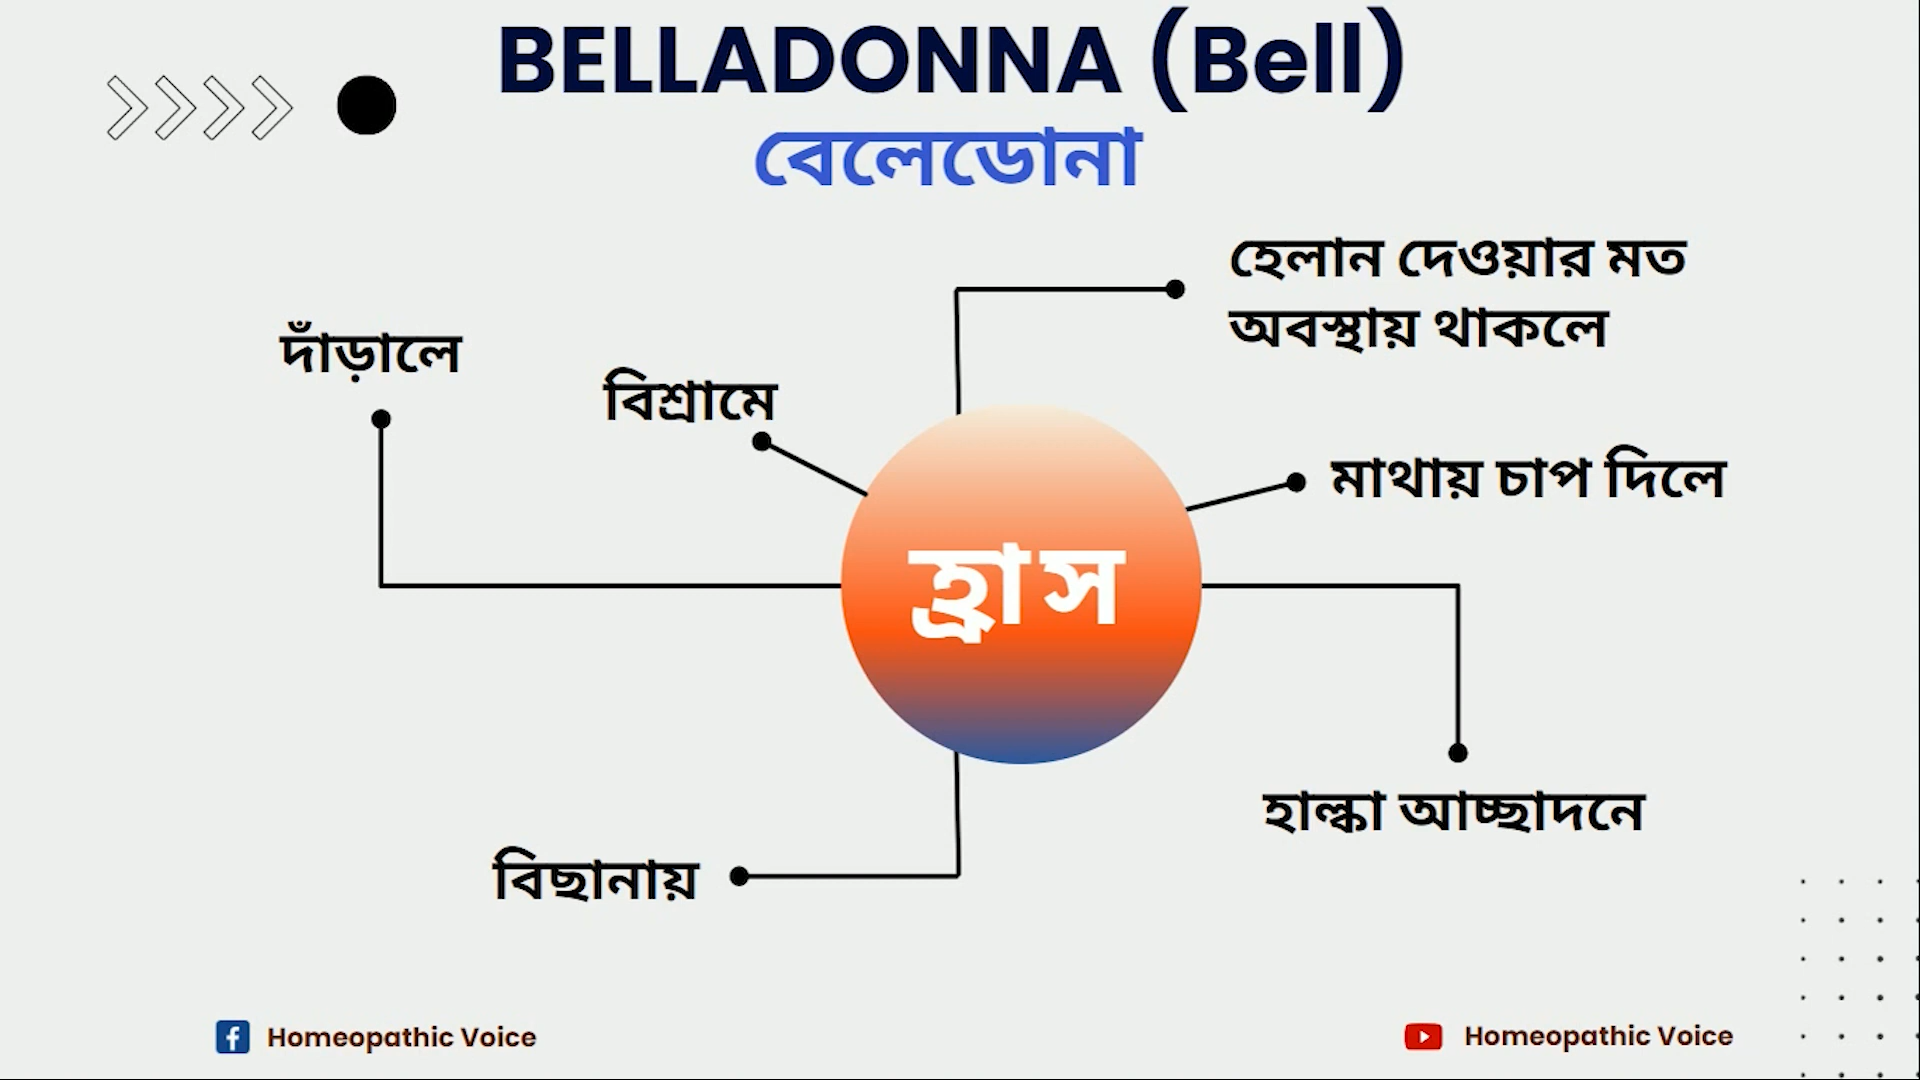 BELLADONNA (Bell)
বেলেডোনা
হেলান দেওয়ার মত
অবস্থায় থাকলে
দাঁড়ালে
বিশ্রামে
মাথায় চাপ দিলে
হ্রাস
হাল্কা আচ্ছাদনে
বিছানায়
Homeopathic Voice
Homeopathic Voice